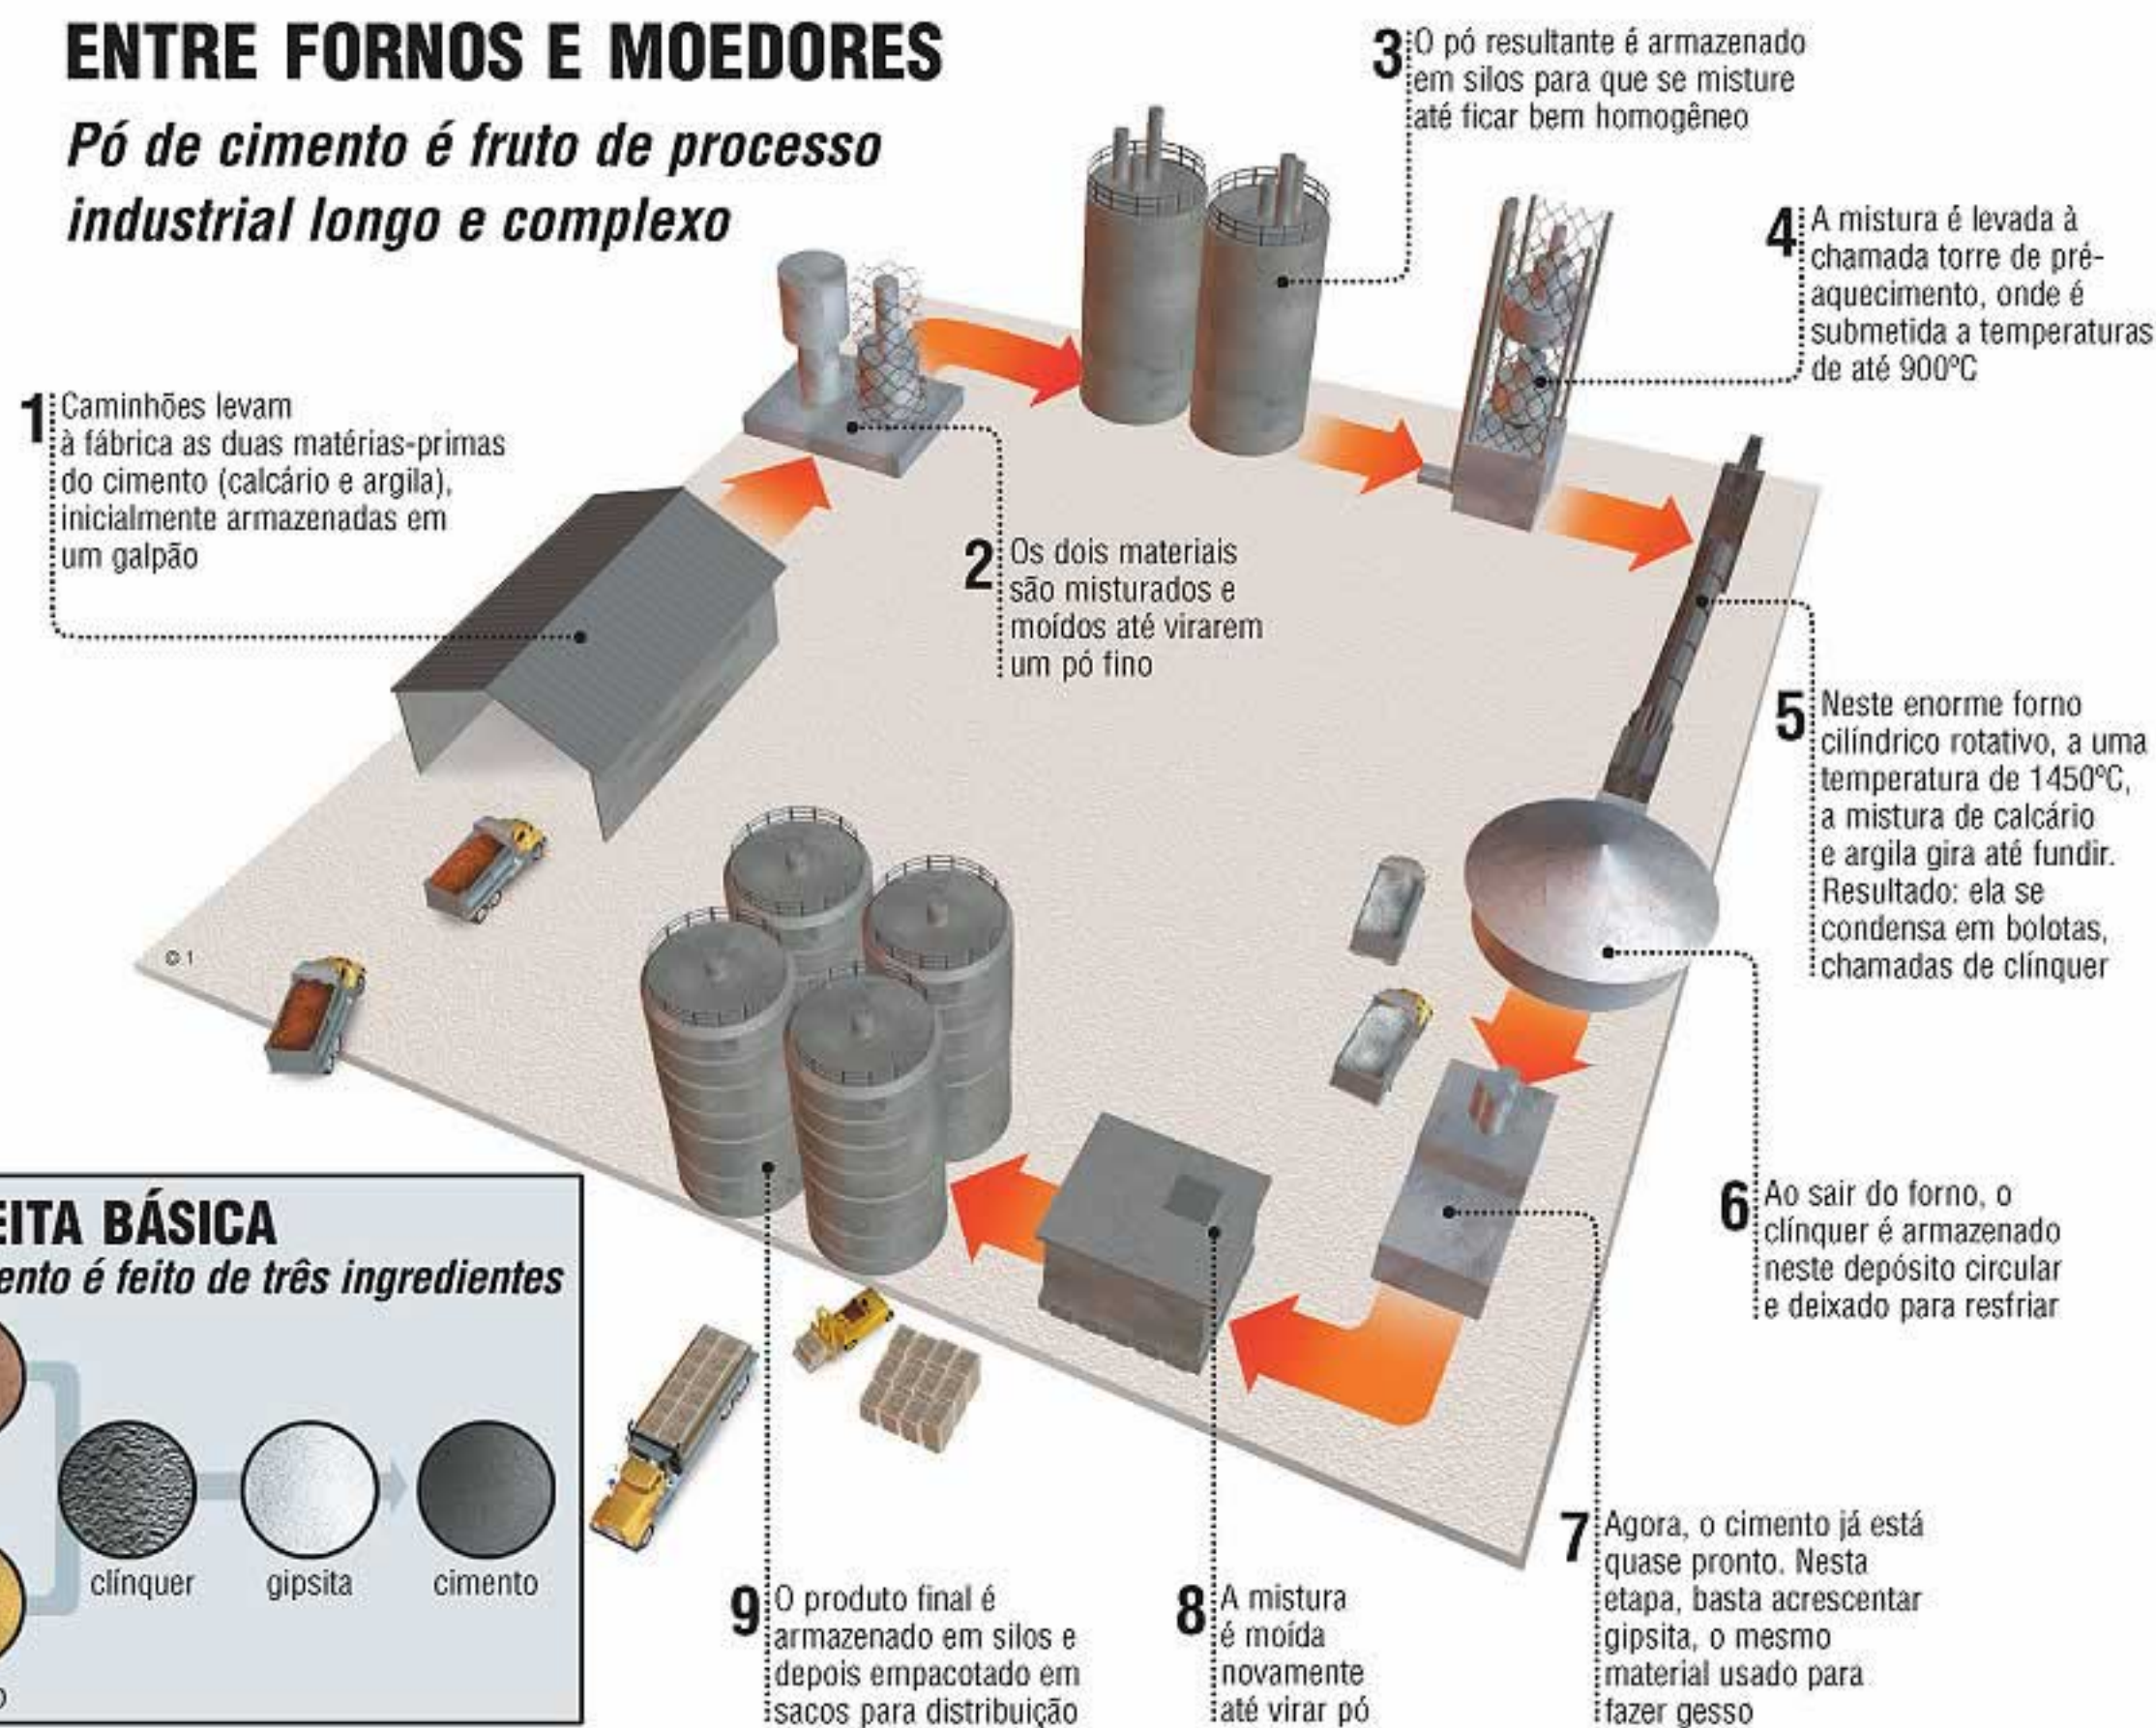 ENTRE FORNOS E MOEDORES
Pó de cimento é fruto de processo
industrial longo e complexo
1 Caminhões levam
à fábrica as duas matérias-primas
do cimento (calcário e argila),
inicialmente armazenadas em
um galpão
2 Os dois materiais
são misturados e
moídos até virarem
um pó fino
3 O pó resultante é armazenado
em silos para que se misture
até ficar bem homogêneo
4 A mistura é levada à
chamada torre de pré-
aquecimento, onde é
submetida a temperaturas
de até 900ºC
5 Neste enorme forno
cilíndrico rotativo, a uma
temperatura de 1450ºC,
a mistura de calcário
e argila gira até fundir.
Resultado: ela se
condensa em bolotas,
chamadas de clínquer
6 Ao sair do forno, o
clínquer é armazenado
neste depósito circular
e deixado para resfriar
7 Agora, o cimento já está
quase pronto. Nesta
etapa, basta acrescentar
gipsita, o mesmo
material usado para
fazer gesso
8 A mistura
é moída
novamente
até virar pó
9 O produto final é
armazenado em silos e
depois empacotado em
sacos para distribuição
© 1
EITA BÁSICA
ento é feito de três ingredientes
clínquer
gipsita
cimento